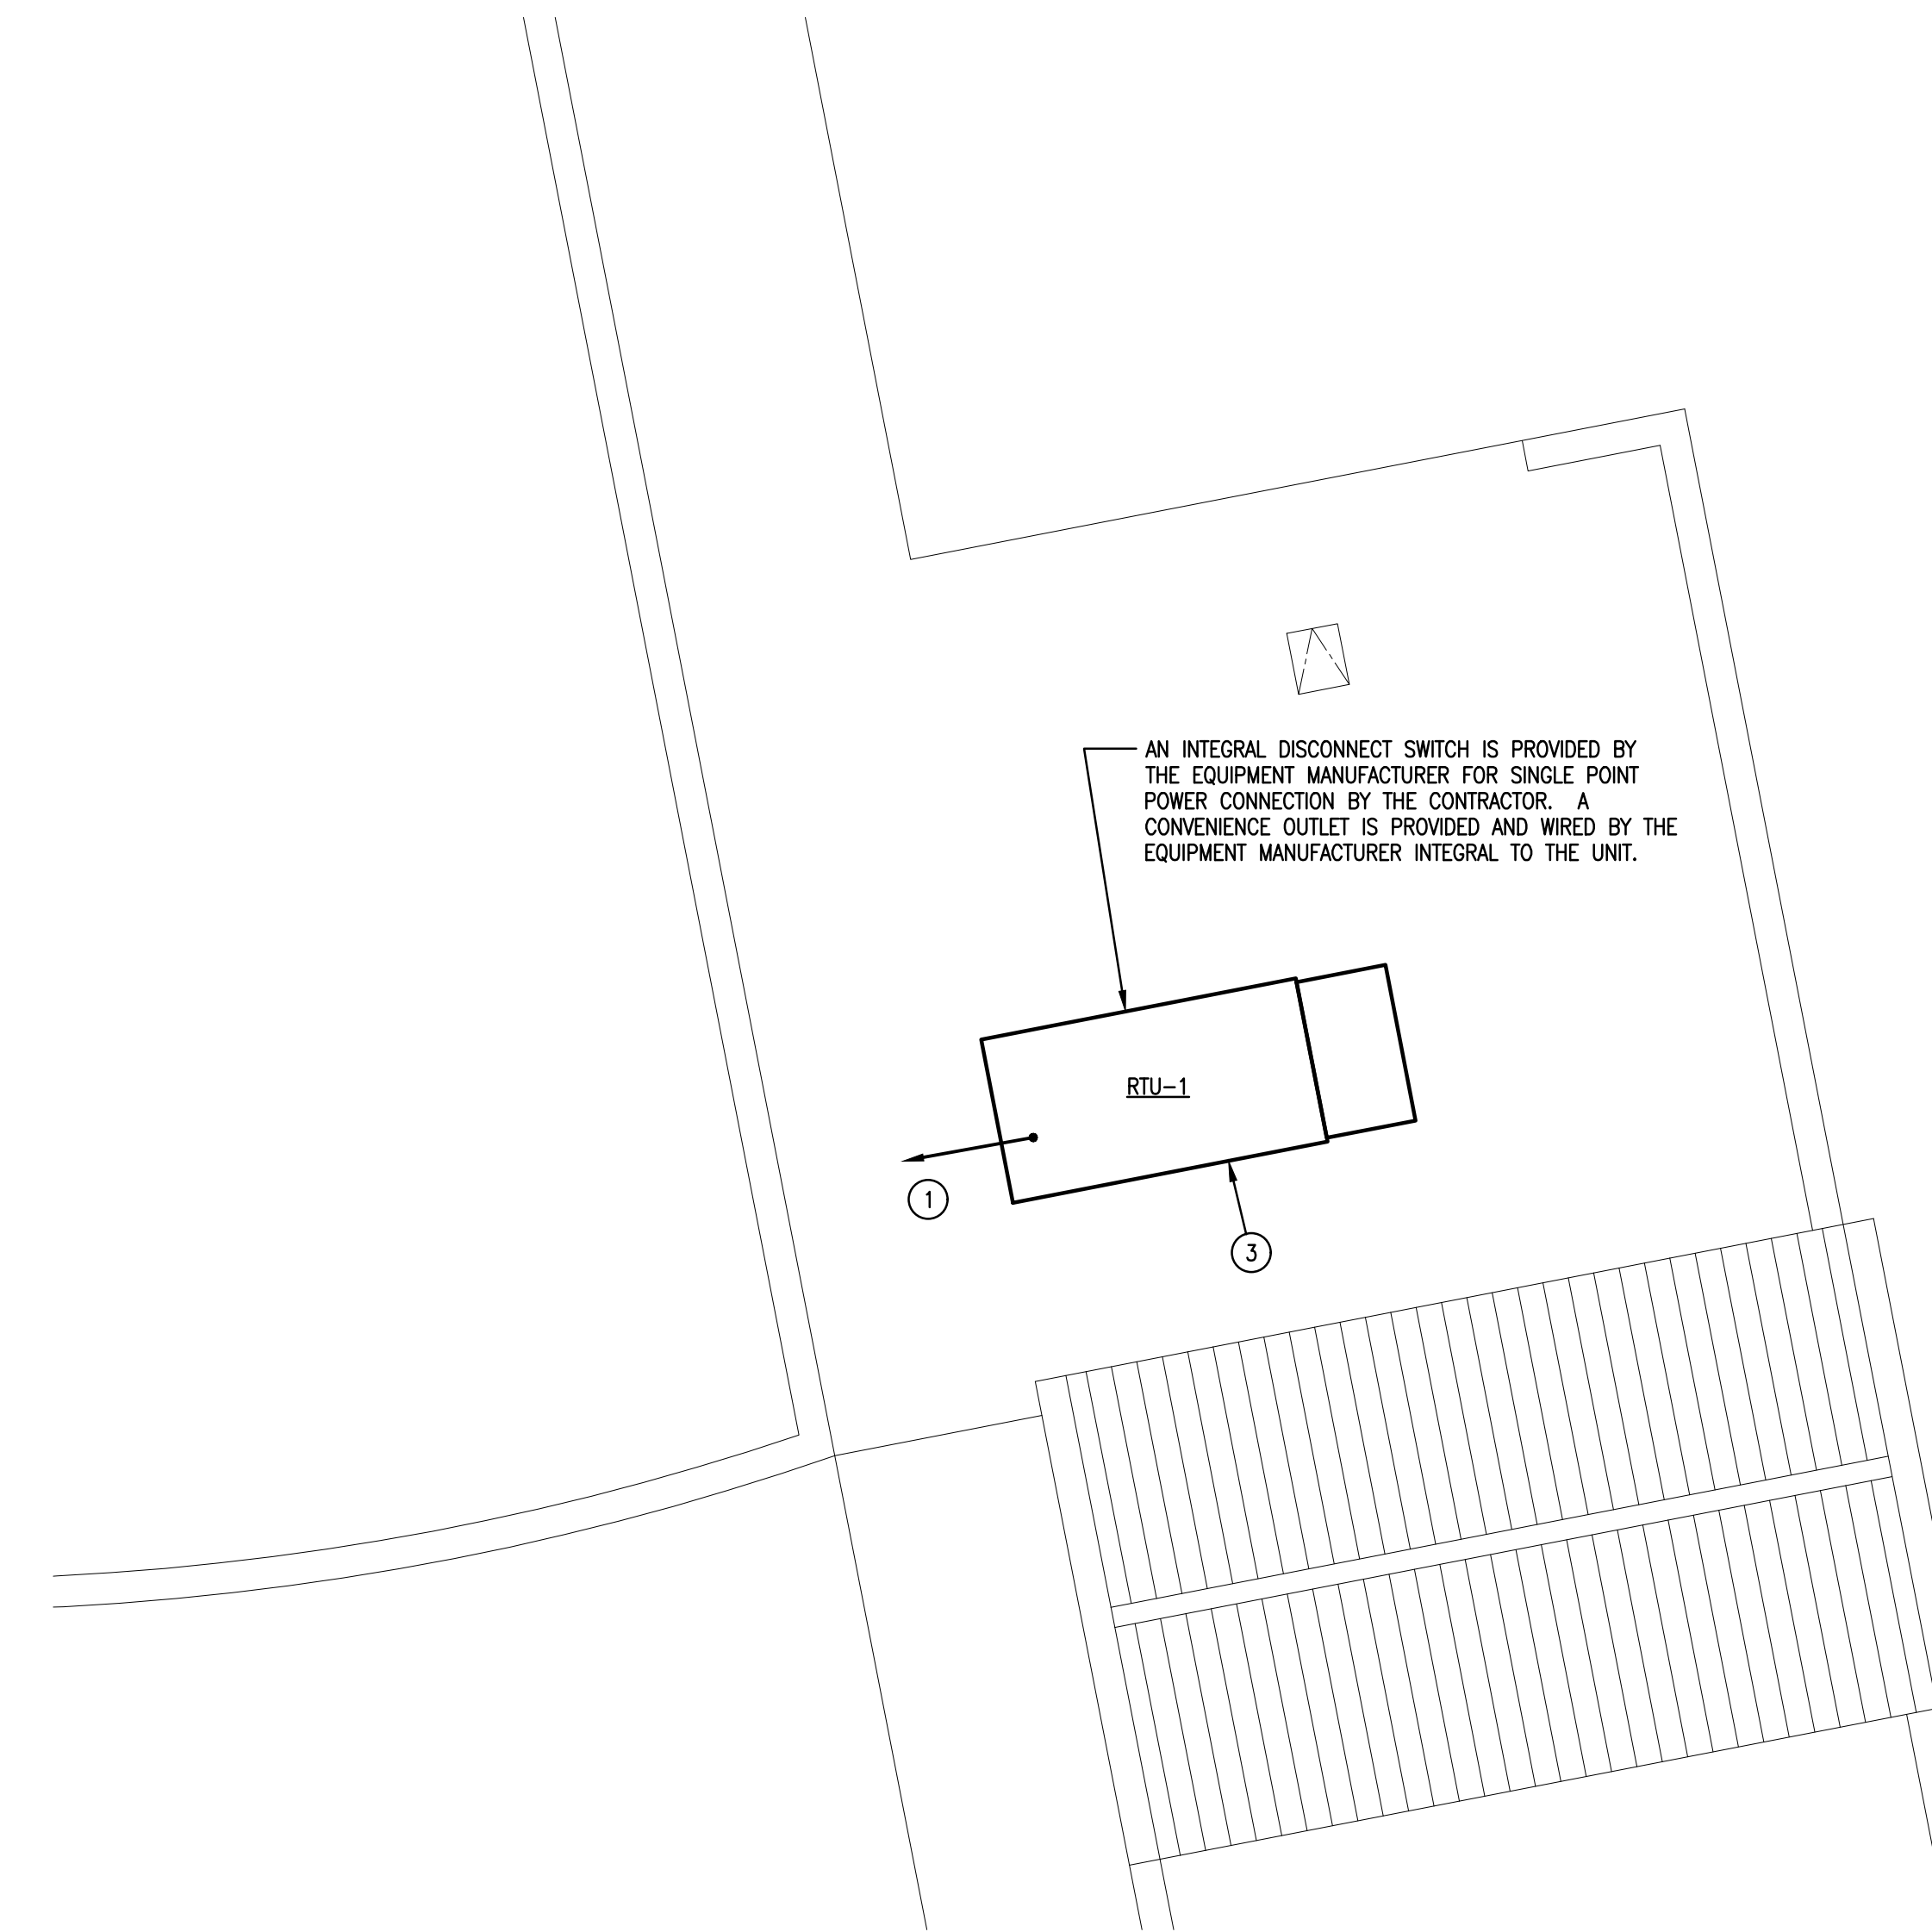 AN INTEGRAL DISCONNECT SWITCH IS PROVIDED BY
THE EQUIPMENT MANUFACTURER FOR SINGLE POINT
POWER CONNECTION BY THE CONTRACTOR.  A
CONVENIENCE OUTLET IS PROVIDED AND WIRED BY THE
EQUIPMENT MANUFACTURER INTEGRAL TO THE UNIT.
RTU-1
1
3